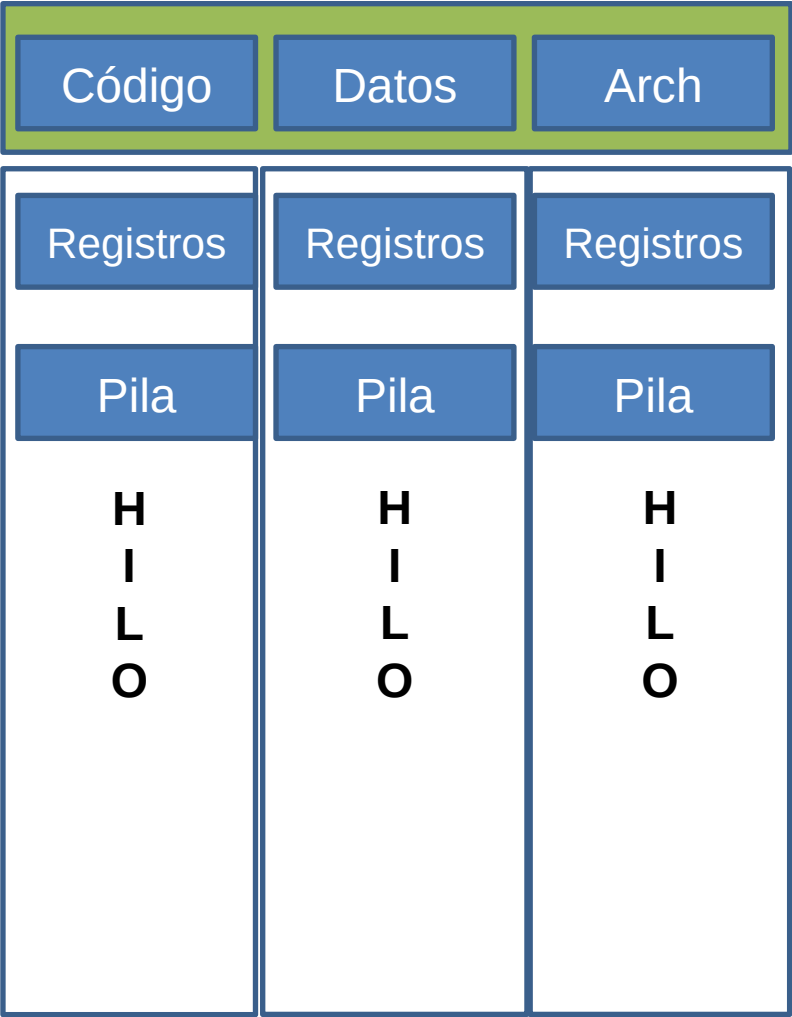 Código Datos Arch
Registros Registros Registros
Pila Pila Pila
H H H
I I I
L L L
O O O